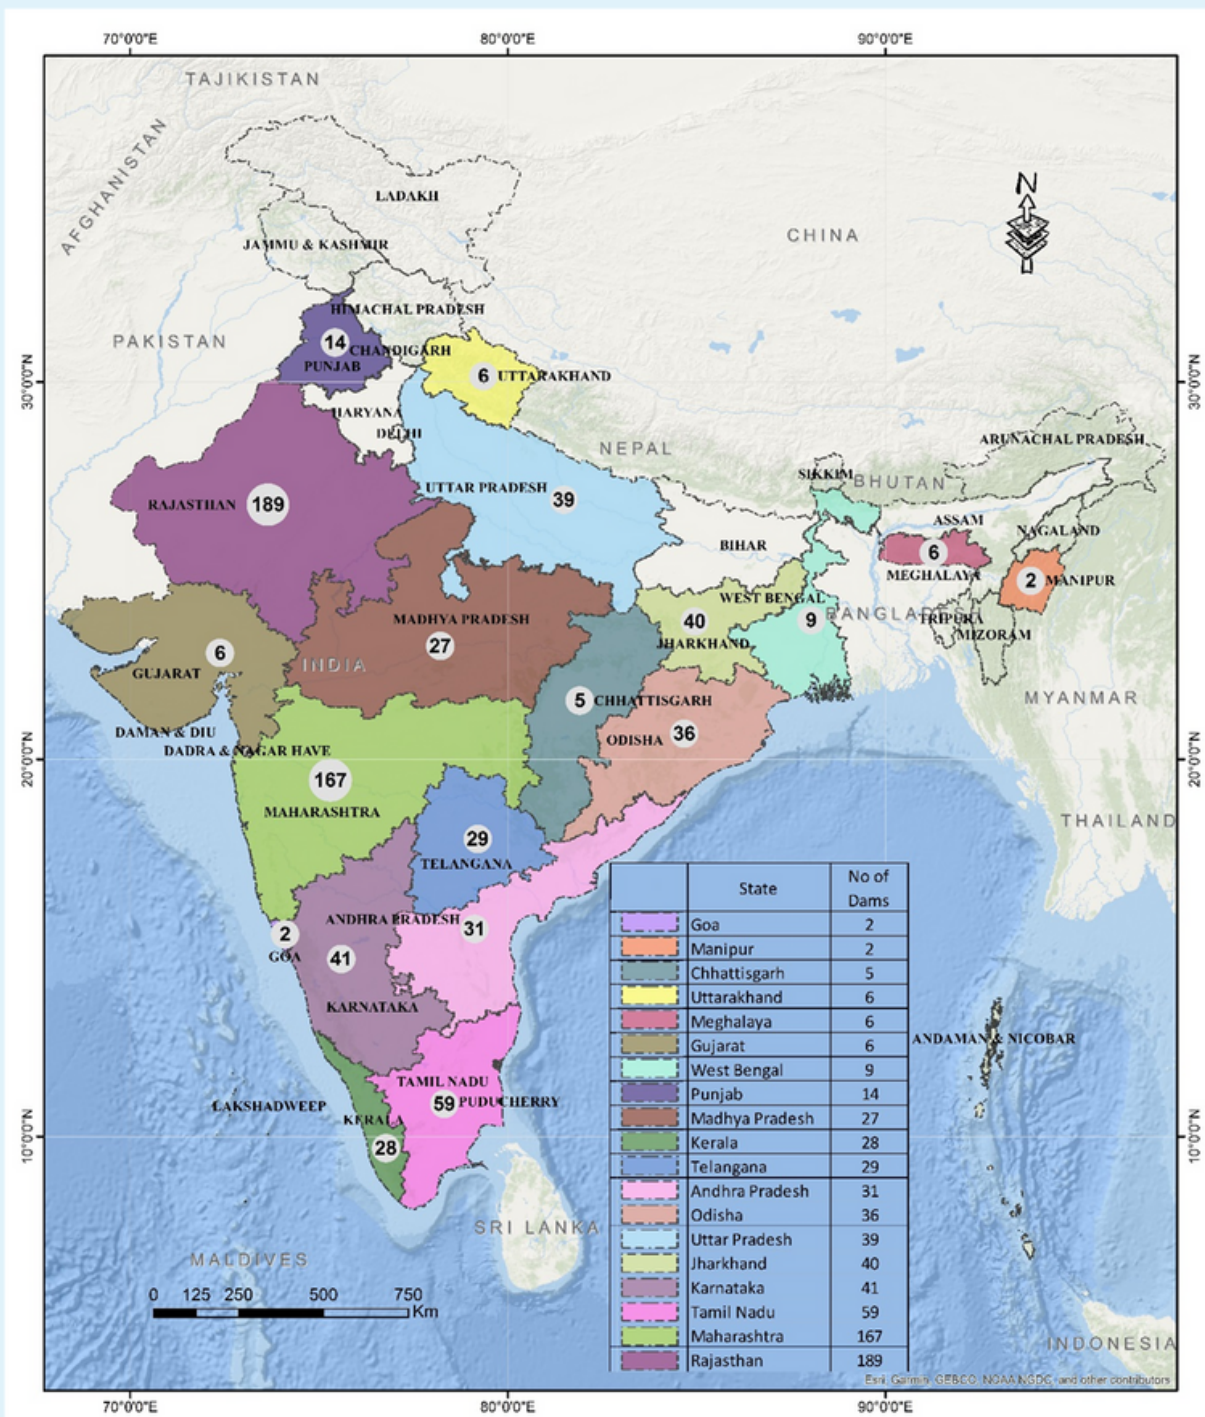 70°0'0"E 80°0'0"E 90°0'0"E
TAJIKISTAN
AFGHANISTAN
LADAKH
N
CHINA
JAMMU & KASHMIR
HIMACHAL PRADESH
PAKISTAN
14
CHANDIGARH
PUNJAB
6 UTTARAKHAND
30°0'0"N 30°0'0"N
HARYANA
DELHI
NEPAL
ARUNACHAL PRADESH
SIKKIM
BHUTAN
UTTAR PRADESH 39
RAJASTHAN 189
ASSAM
NAGALAND
BIHAR
6
MEGHALAYA
2 MANIPUR
WEST BENGAL
BANGLADESH
9
TRIPURA
MIZORAM
40
JHARKHAND
MADHYA PRADESH
27
INDIA
6
GUJARAT
5 CHHATTISGARH
MYANMAR
ODISHA 36
DAMAN & DIU
DADRA & NAGAR HAVE
20°0'0"N 20°0'0"N
167
MAHARASHTRA
THAILAND
29
TELANGANA
ANDHRA PRADESH
31
2
GOA
41
KARNATAKA
ANDAMAN & NICOBAR
TAMIL NADU
59 PUDUCHERRY
LAKSHADWEEP
KERALA
28
10°0'0"N 10°0'0"N
SRI LANKA
MALDIVES
INDONESIA
State No of Dams
Goa 2
Manipur 2
Chhattisgarh 5
Uttarakhand 6
Meghalaya 6
Gujarat 6
West Bengal 9
Punjab 14
Madhya Pradesh 27
Kerala 28
Telangana 29
Andhra Pradesh 31
Odisha 36
Uttar Pradesh 39
Jharkhand 40
Karnataka 41
Tamil Nadu 59
Maharashtra 167
Rajasthan 189
0 125 250 500 750
Km
Esri, Garmin, GEBCO, NOAA NGDC, and other contributors
70°0'0"E 80°0'0"E 90°0'0"E